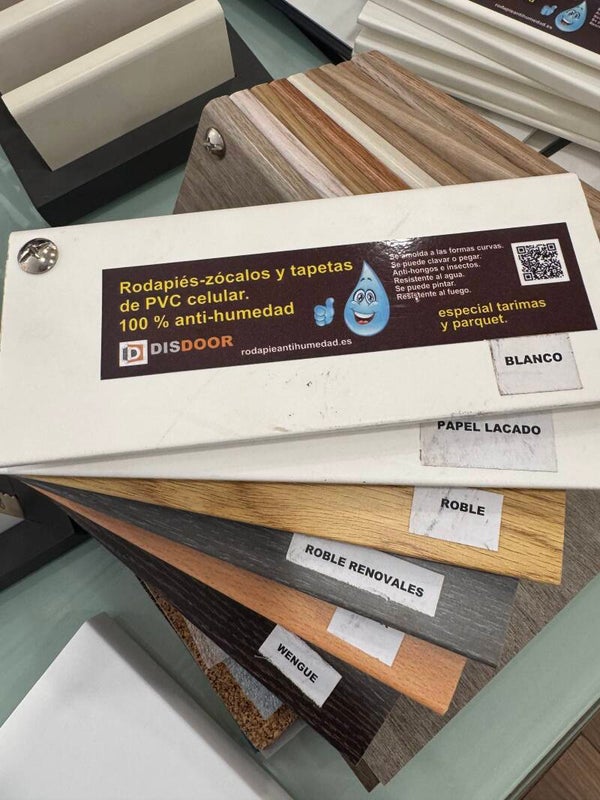 rodapieantihumedad.es
Rodapiés-zócalos y tapetas
de PVC celular.
100 % anti-humedad
DISDOOR
rodapieantihumedad.es
Se amolda a las formas curvas.
Se puede clavar o pegar.
Anti-hongos e insectos.
Resistente al agua.
Se puede pintar.
Resistente al fuego.
especial tarimas
y parquet.
BLANCO
PAPEL LACADO
ROBLE
ROBLE RENOVALES
WENGUE